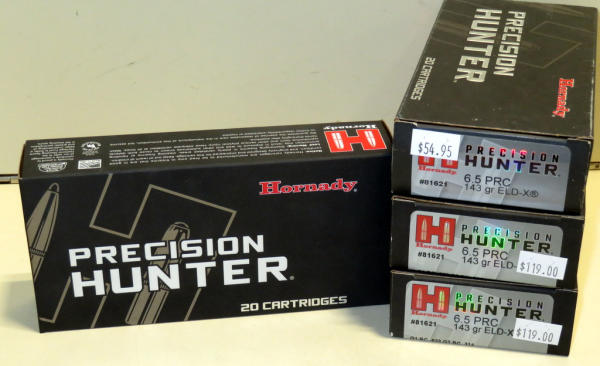 Hornady.
PRECISION
HUNTER®
20 CARTRIDGES
PRECISION
HUNTER
20 CARTRIDGES
Hornady
$54.95
PRECISION
HUNTER
6.5 PRC
#81621
143 gr ELD-X®
Hornady
PRECISION
HUNTER
6.5 PRC
#81621
143 gr ELD-
$119.00
Hornady
PRECISION
HUNTER
6.5 PRC
#81621
143 gr ELD-X
$119.00